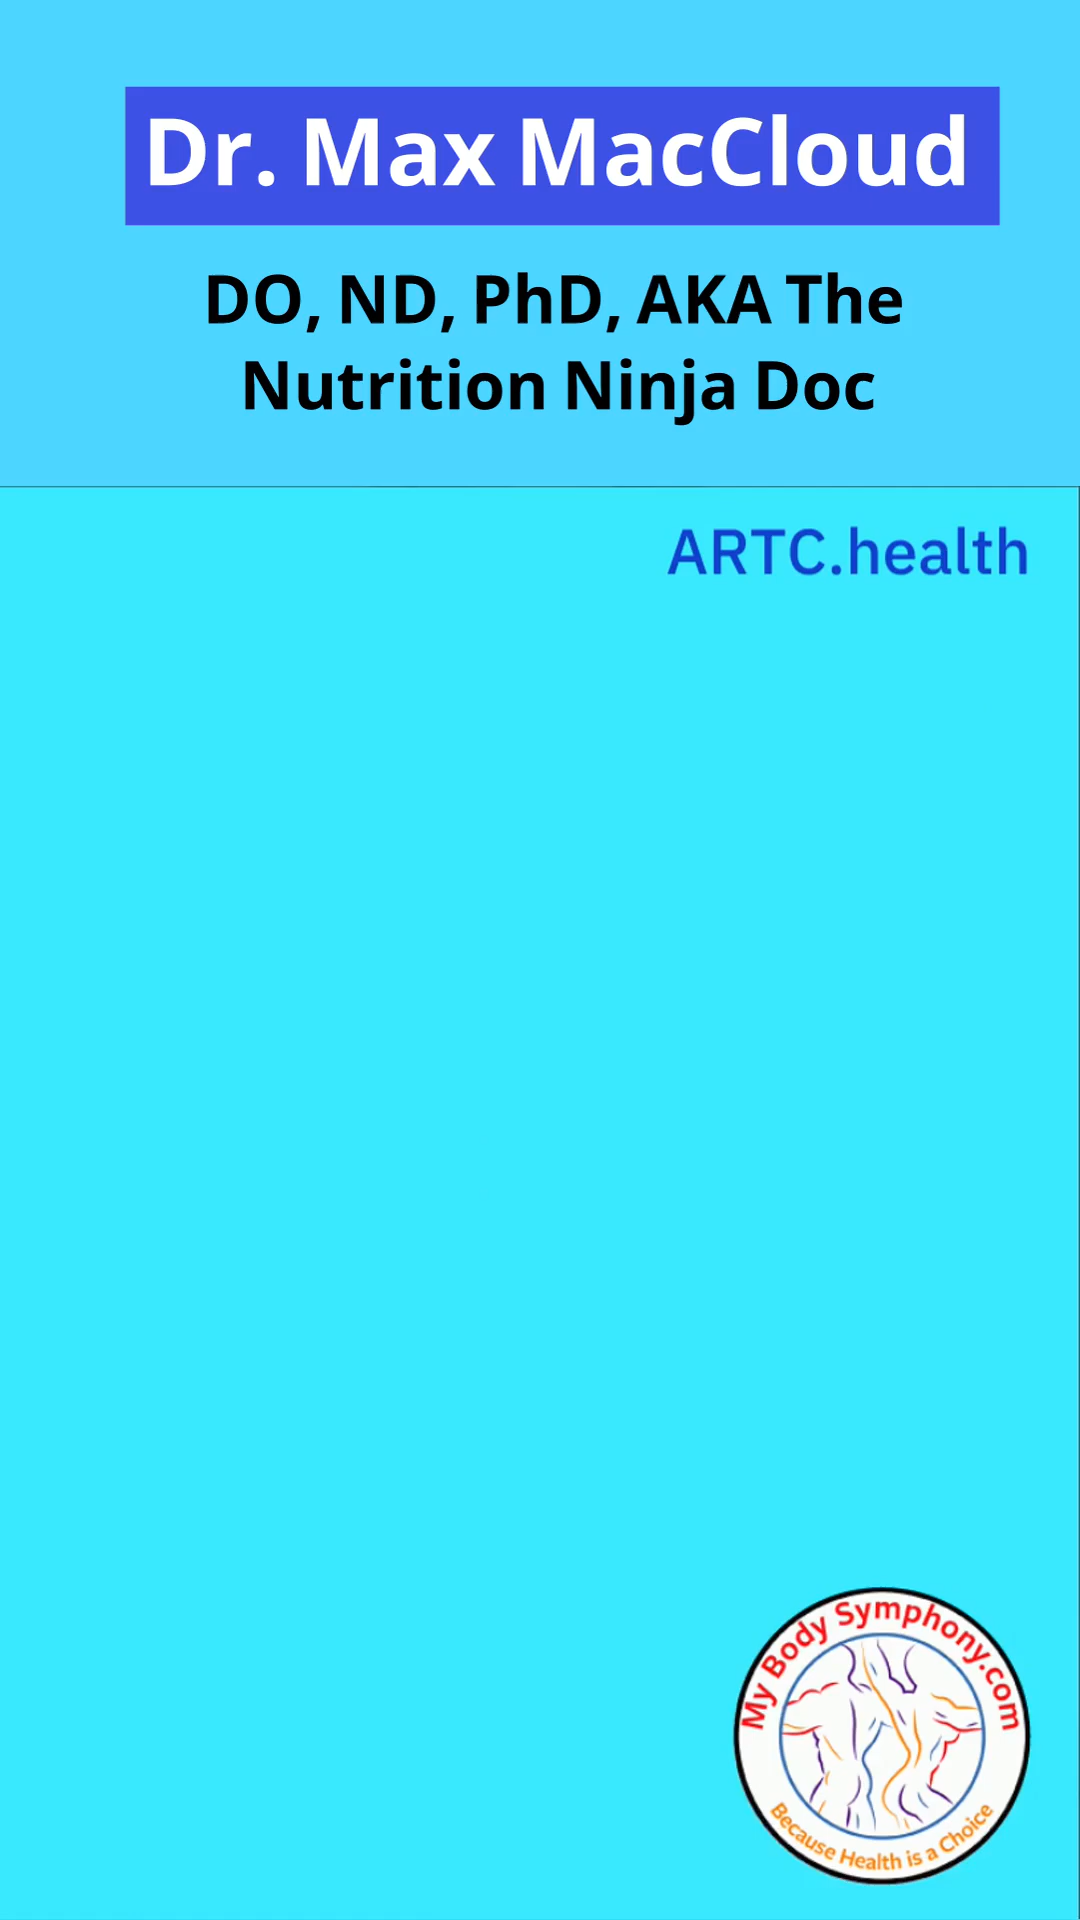 Dr. Max MacCloud
DO, ND, PhD, AKA The
Nutrition Ninja Doc
ARTC.health
My Body Symphony.com
Because Health is a Choice